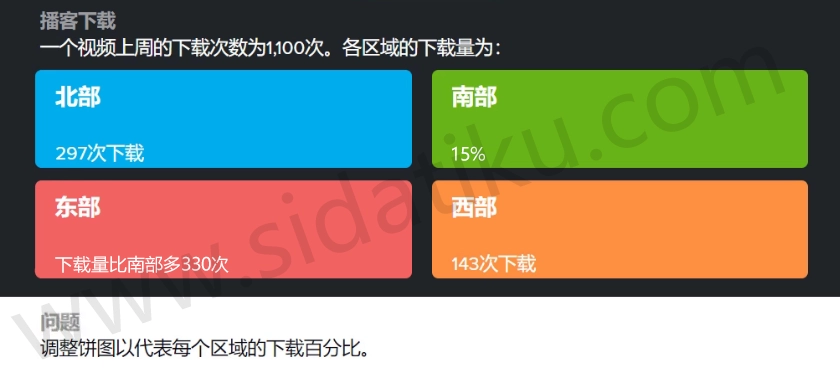 播客下载
一个视频上周的下载次数为1,100次。各区域的下载量为：
北部
297次下载
南部
15%
东部
下载量比南部多330次
西部
143次下载
问题
调整饼图以代表每个区域的下载百分比。
www.sidatiku.com